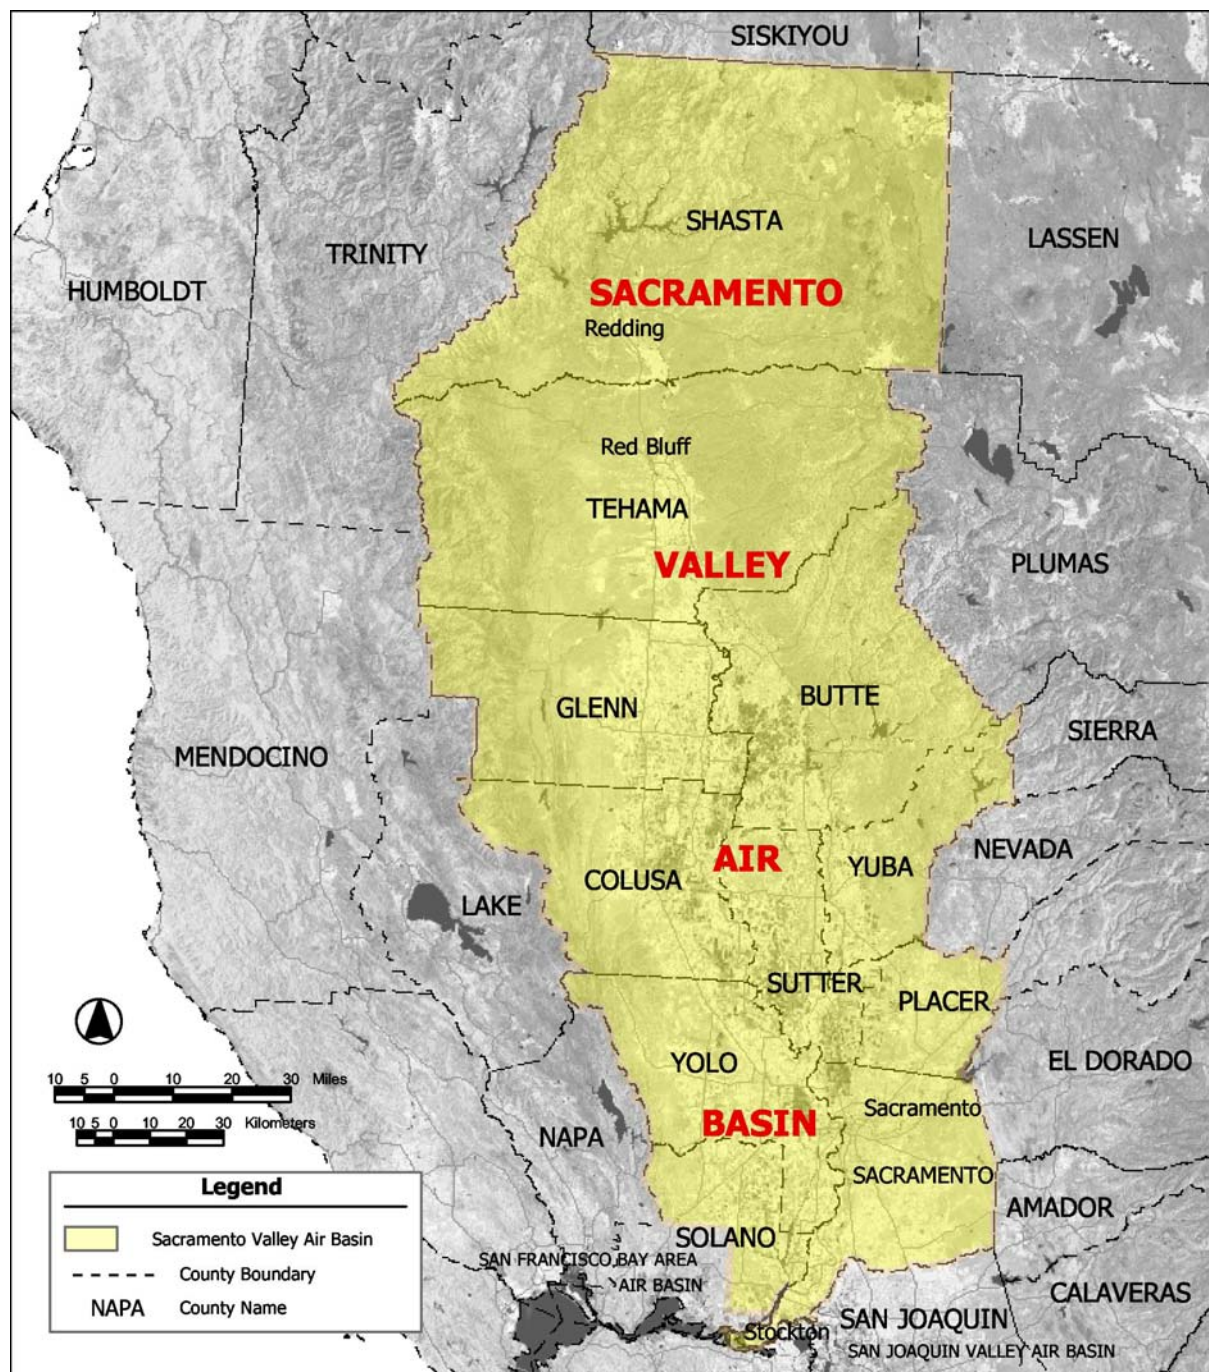 SISKIYOU
SHASTA
TRINITY
LASSEN
HUMBOLDT
SACRAMENTO
Redding
Red Bluff
TEHAMA
VALLEY
PLUMAS
GLENN
BUTTE
SIERRA
MENDOCINO
AIR
NEVADA
YUBA
COLUSA
LAKE
SUTTER
PLACER
YOLO
EL DORADO
10 5 0 10 20 30 Miles
Sacramento
10 5 0 10 20 30 Kilometers
BASIN
NAPA
SACRAMENTO
Legend
AMADOR
Sacramento Valley Air Basin
SOLANO
SAN FRANCISCO BAY AREA
AIR BASIN
County Boundary
CALAVERAS
NAPA County Name
SAN JOAQUIN
Stockton
SAN JOAQUIN VALLEY AIR BASIN